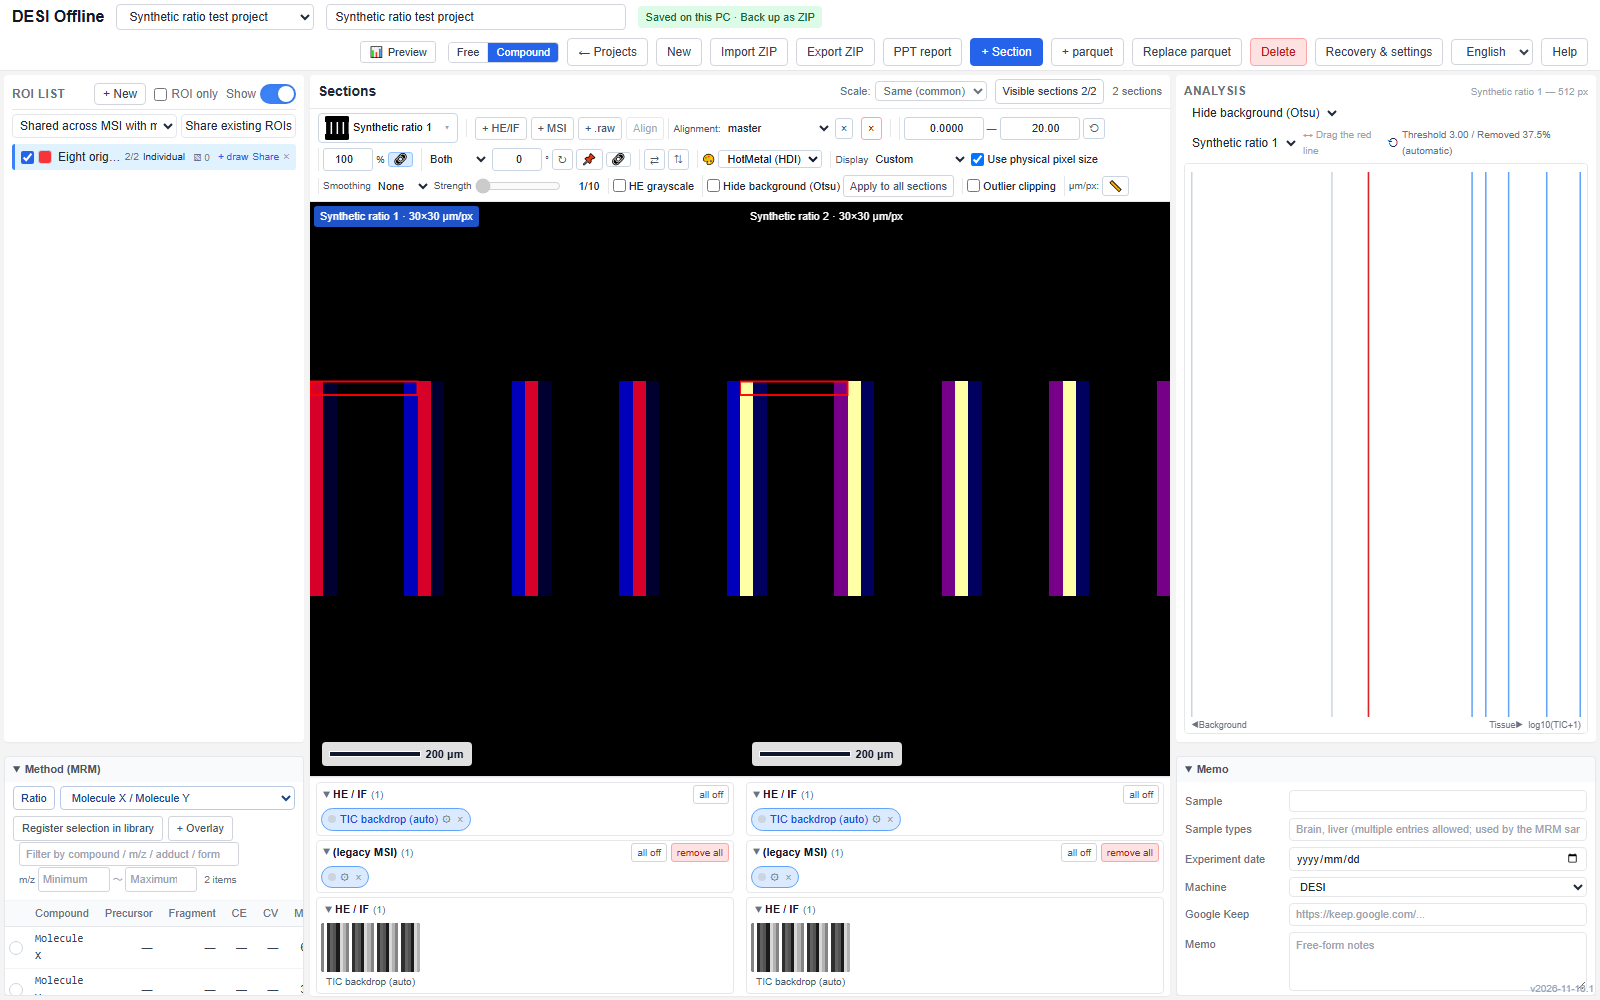 DESI Offline Synthetic ratio test project Synthetic ratio test project Saved on this PC · Back up as ZIP
Preview Free Compound ← Projects New Import ZIP Export ZIP PPT report + Section + parquet Replace parquet Delete Recovery & settings English Help
ROI LIST + New ROI only Show
Shared across MSI with m Share existing ROIs
Eight orig... 2/2 Individual 0 + draw Share ×
Sections Scale: Same (common) Visible sections 2/2 2 sections
Synthetic ratio 1 + HE/IF + MSI + .raw Align Alignment: master × × 0.0000 — 20.00
100 % Both 0 ° HotMetal (HDI) Display Custom Use physical pixel size
Smoothing None Strength 1/10 HE grayscale Hide background (Otsu) Apply to all sections Outlier clipping µm/px:
Synthetic ratio 1 · 30×30 µm/px
Synthetic ratio 2 · 30×30 µm/px
200 µm
200 µm
ANALYSIS Synthetic ratio 1 — 512 px
Hide background (Otsu)
Synthetic ratio 1 ↔ Drag the red line Threshold 3.00 / Removed 37.5% (automatic)
◀Background Tissue▶ log10(TIC+1)
▼ Method (MRM)
Ratio Molecule X / Molecule Y
Register selection in library + Overlay
Filter by compound / m/z / adduct / form
m/z Minimum ～ Maximum 2 items
Compound Precursor Fragment CE CV M
Molecule X — — — —
Molecule — — — —
▼ HE / IF (1) all off
TIC backdrop (auto) ⚙ ×
▼ (legacy MSI) (1) all off remove all
⚙ ×
▼ HE / IF (1)
TIC backdrop (auto)
▼ HE / IF (1) all off
TIC backdrop (auto) ⚙ ×
▼ (legacy MSI) (1) all off remove all
⚙ ×
▼ HE / IF (1)
TIC backdrop (auto)
▼ Memo
Sample
Sample types Brain, liver (multiple entries allowed; used by the MRM sar
Experiment date yyyy/mm/dd
Machine DESI
Google Keep https://keep.google.com/...
Memo Free-form notes